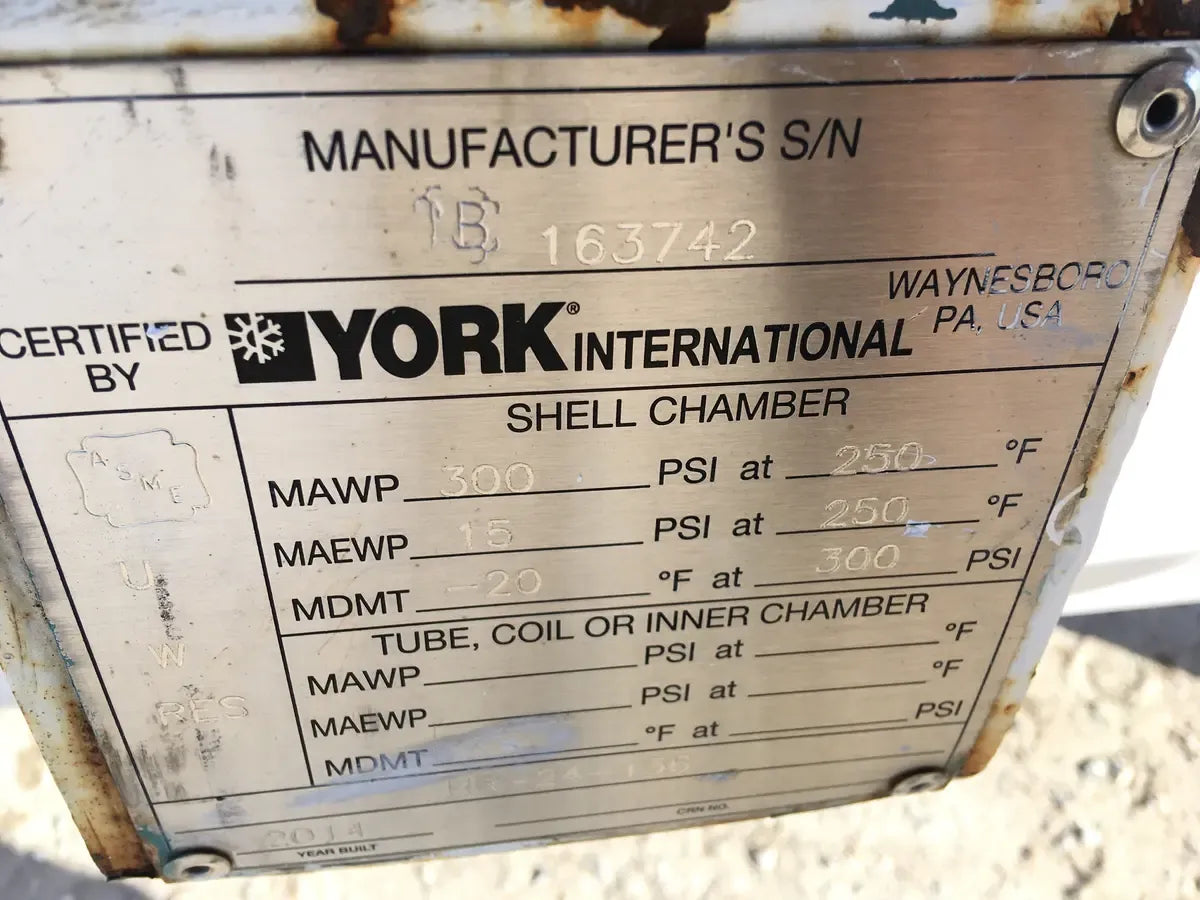 MANUFACTURER'S S/N
163742
CERTIFIED BY
YORK® INTERNATIONAL
WAYNESBORO
PA, USA
SHELL CHAMBER
ASME
U
W
RES
MAWP 300 PSI at 250 °F
MAEWP 15 PSI at 250 °F
MDMT -20 °F at 300 PSI
TUBE, COIL OR INNER CHAMBER
MAWP PSI at °F
MAEWP PSI at °F
MDMT °F at PSI
2014
YEAR BUILT
CRN NO.